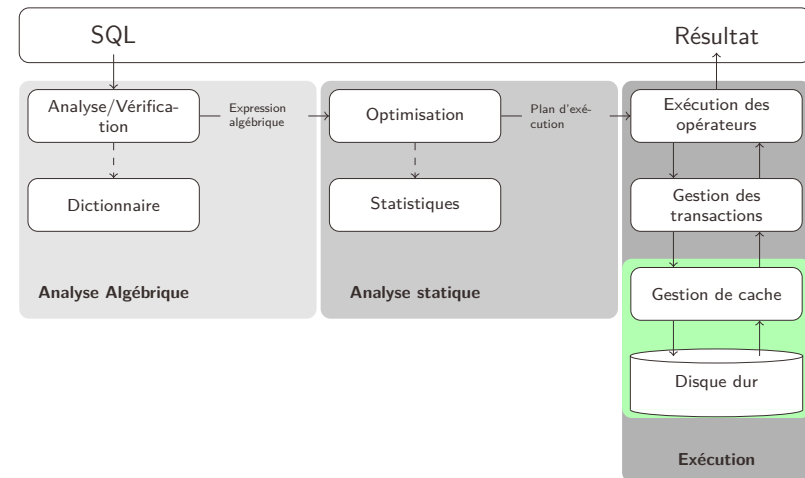 SQL
Résultat
Analyse/Vérifica-
tion
Expression
algébrique
Optimisation
Plan d'exé-
cution
Exécution des
opérateurs
Dictionnaire
Statistiques
Gestion des
transactions
Analyse Algébrique
Analyse statique
Gestion de cache
Disque dur
Exécution